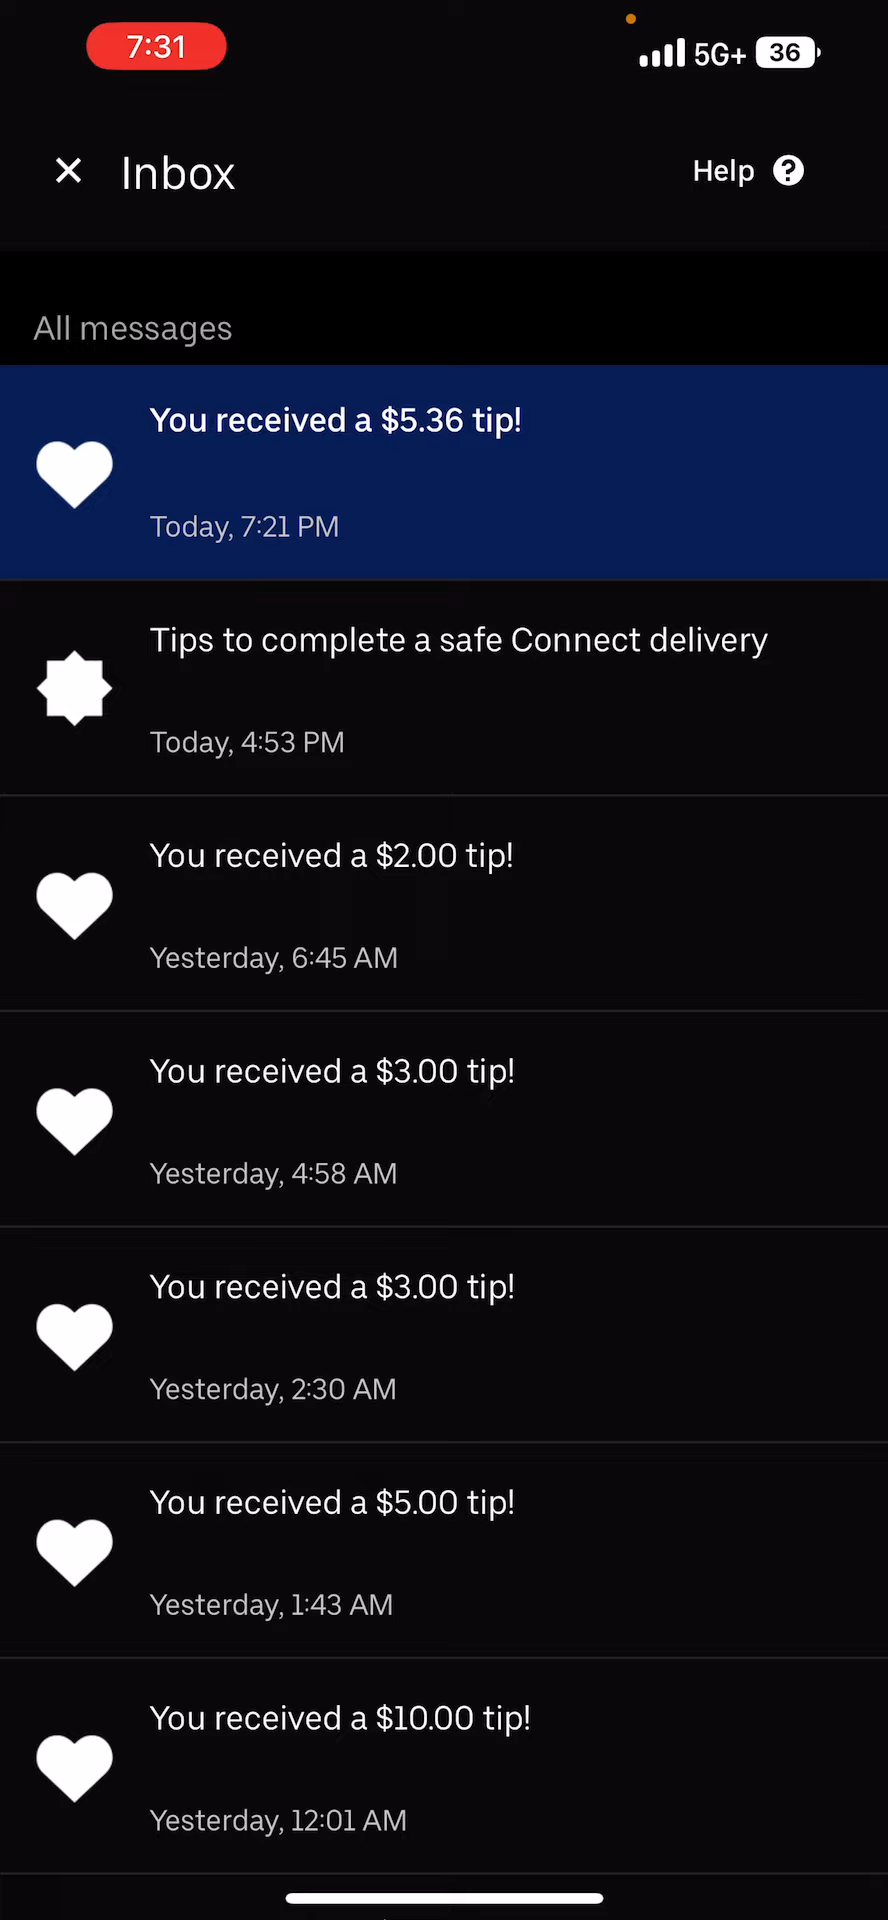 7:31
5G+ 36
Inbox
Help ?
All messages
You received a $5.36 tip!
Today, 7:21 PM
Tips to complete a safe Connect delivery
Today, 4:53 PM
You received a $2.00 tip!
Yesterday, 6:45 AM
You received a $3.00 tip!
Yesterday, 4:58 AM
You received a $3.00 tip!
Yesterday, 2:30 AM
You received a $5.00 tip!
Yesterday, 1:43 AM
You received a $10.00 tip!
Yesterday, 12:01 AM